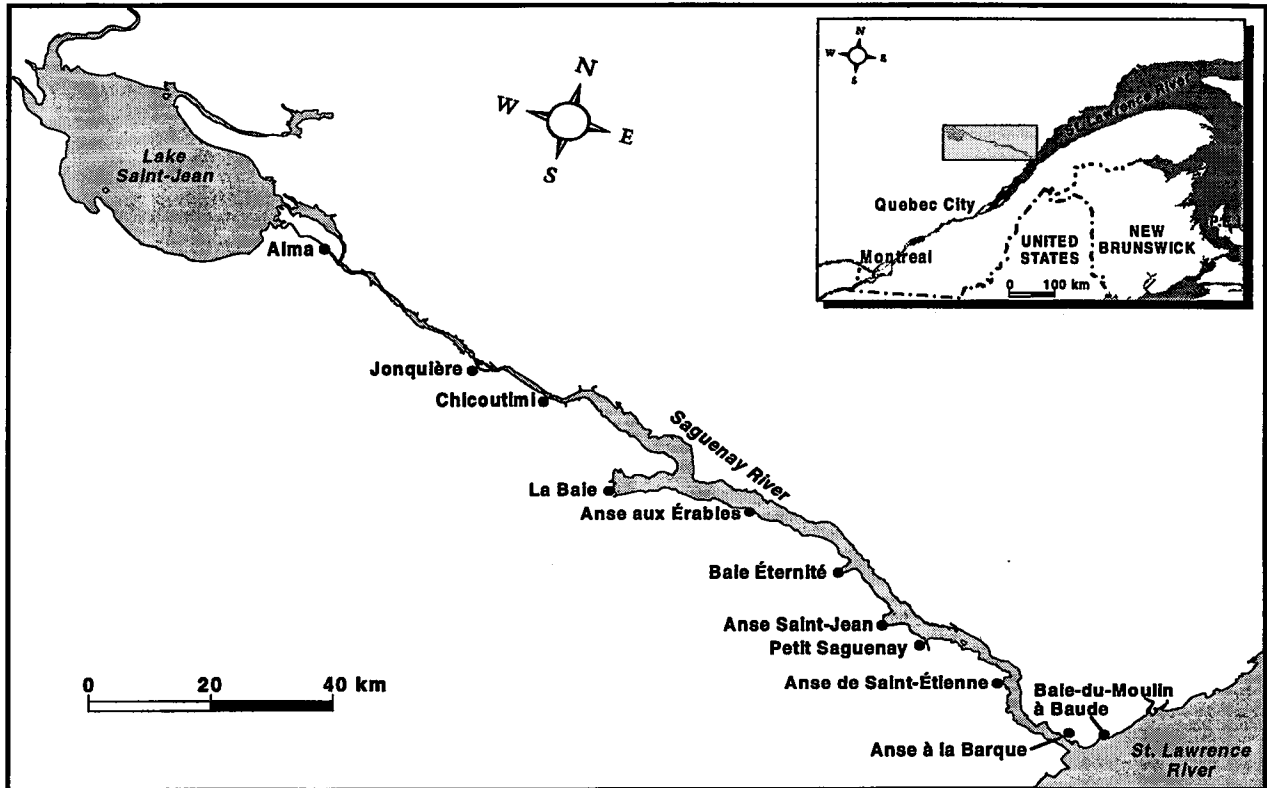 N
W
E
S
Lake
Saint-Jean
Alma
Jonquière
Chicoutimi
Saguenay River
La Baie
Anse aux Érables
Baie Éternité
Anse Saint-Jean
Petit Saguenay
Anse de Saint-Étienne
Baie-du-Moulin
à Baude
Anse à la Barque
St. Lawrence
River
0 20 40 km
N
W
E
S
St. Lawrence River
Quebec City
Montreal
UNITED
STATES
NEW
BRUNSWICK
0 100 km